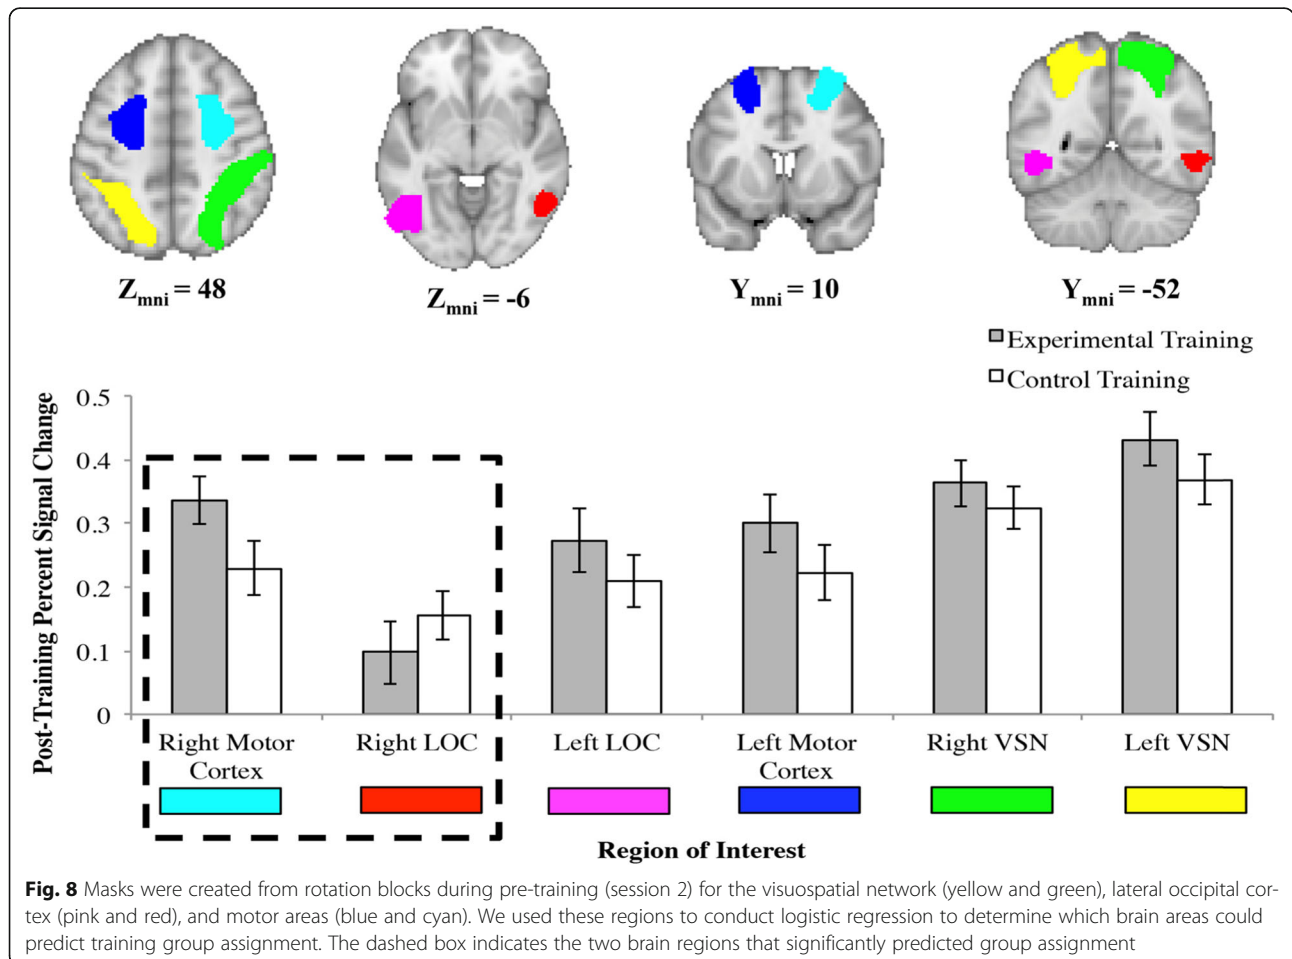 Zmni = 48
Zmni = -6
Ymni = 10
Ymni = -52
Experimental Training
Control Training
Post-Training Percent Signal Change
0.5
0.4
0.3
0.2
0.1
0
Right Motor Cortex
Right LOC
Left LOC
Left Motor Cortex
Right VSN
Left VSN
Region of Interest
Fig. 8 Masks were created from rotation blocks during pre-training (session 2) for the visuospatial network (yellow and green), lateral occipital cor-
tex (pink and red), and motor areas (blue and cyan). We used these regions to conduct logistic regression to determine which brain areas could
predict training group assignment. The dashed box indicates the two brain regions that significantly predicted group assignment